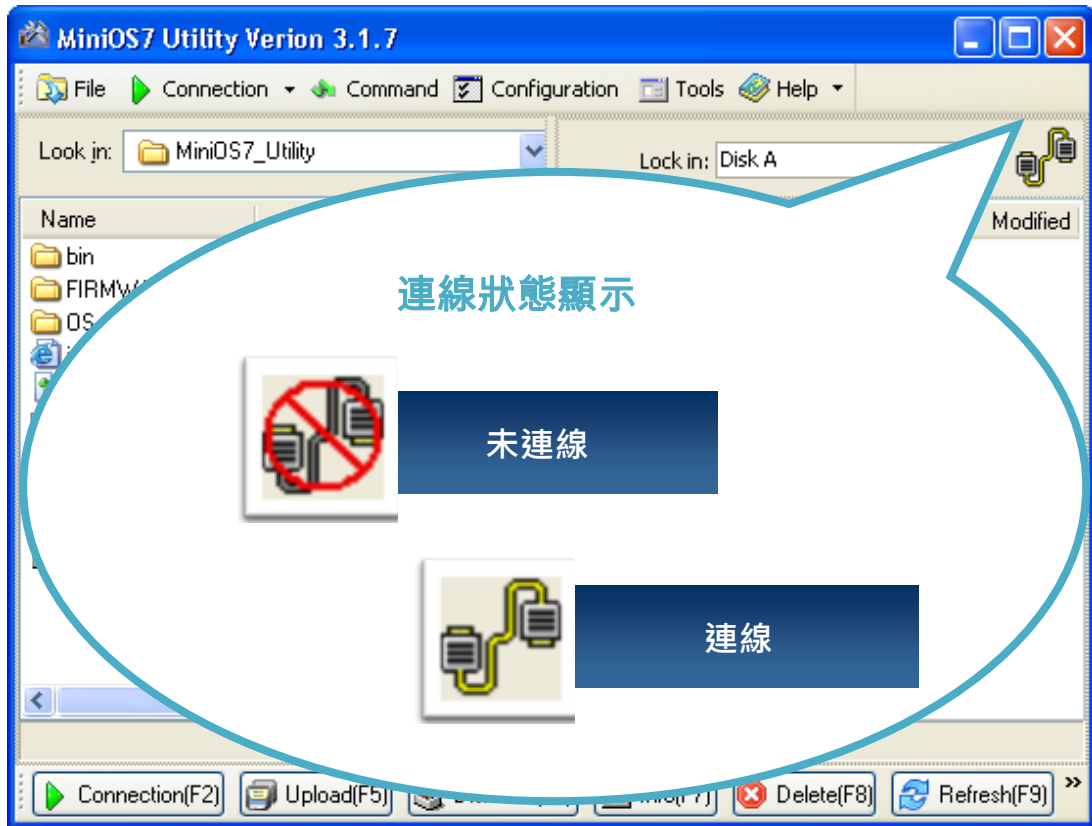 MiniOS7 Utility Verion 3.1.7
File Connection Command Configuration Tools Help
Look in: MiniOS7_Utility Lock in: Disk A
Name Modified
bin
OS
連線狀態顯示
未連線
連線
Connection(F2) Upload(F5) Delete(F8) Refresh(F9) »